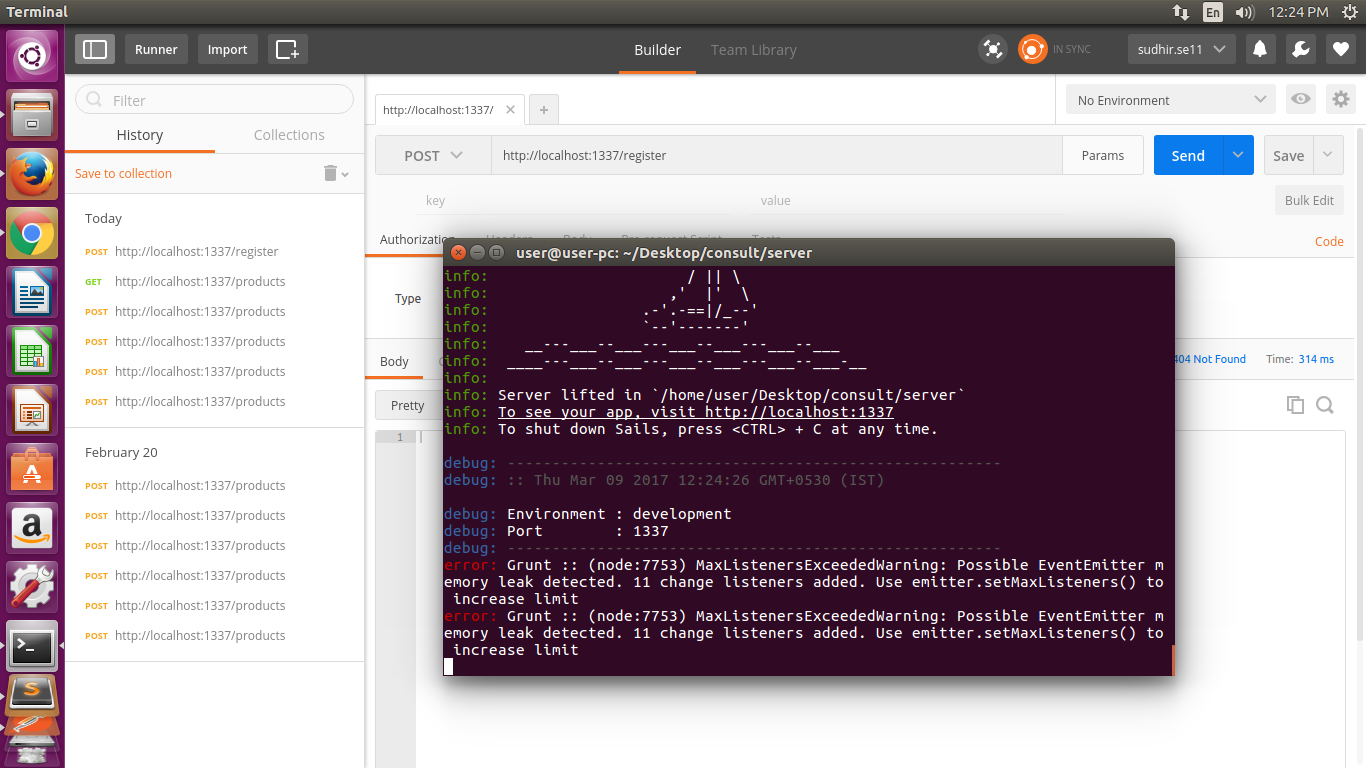 Terminal
En
12:24 PM
Runner
Import
Builder
Team Library
IN SYNC
sudhir.se11
Filter
History
Collections
Save to collection
Today
POST http://localhost:1337/register
GET http://localhost:1337/products
POST http://localhost:1337/products
POST http://localhost:1337/products
POST http://localhost:1337/products
POST http://localhost:1337/products
February 20
POST http://localhost:1337/products
POST http://localhost:1337/products
POST http://localhost:1337/products
POST http://localhost:1337/products
POST http://localhost:1337/products
POST http://localhost:1337/products
http://localhost:1337/
No Environment
POST
http://localhost:1337/register
Params
Send
Save
key
value
Bulk Edit
Authorization
Code
Type
Body
404 Not Found
Time: 314 ms
Pretty
1
user@user-pc: ~/Desktop/consult/server
info: / || \
info: ,' |' \
info: .-'.-==|/_--'
info: `--'-------'
info: __---___--___---___--___---___--___
info: ____---___--___---___--___---___--___-__
info:
info: Server lifted in `/home/user/Desktop/consult/server`
info: To see your app, visit http://localhost:1337
info: To shut down Sails, press <CTRL> + C at any time.
debug: -------------------------------------------------------
debug: :: Thu Mar 09 2017 12:24:26 GMT+0530 (IST)
debug: Environment : development
debug: Port : 1337
debug: -------------------------------------------------------
error: Grunt :: (node:7753) MaxListenersExceededWarning: Possible EventEmitter m
emory leak detected. 11 change listeners added. Use emitter.setMaxListeners() to
increase limit
error: Grunt :: (node:7753) MaxListenersExceededWarning: Possible EventEmitter m
emory leak detected. 11 change listeners added. Use emitter.setMaxListeners() to
increase limit